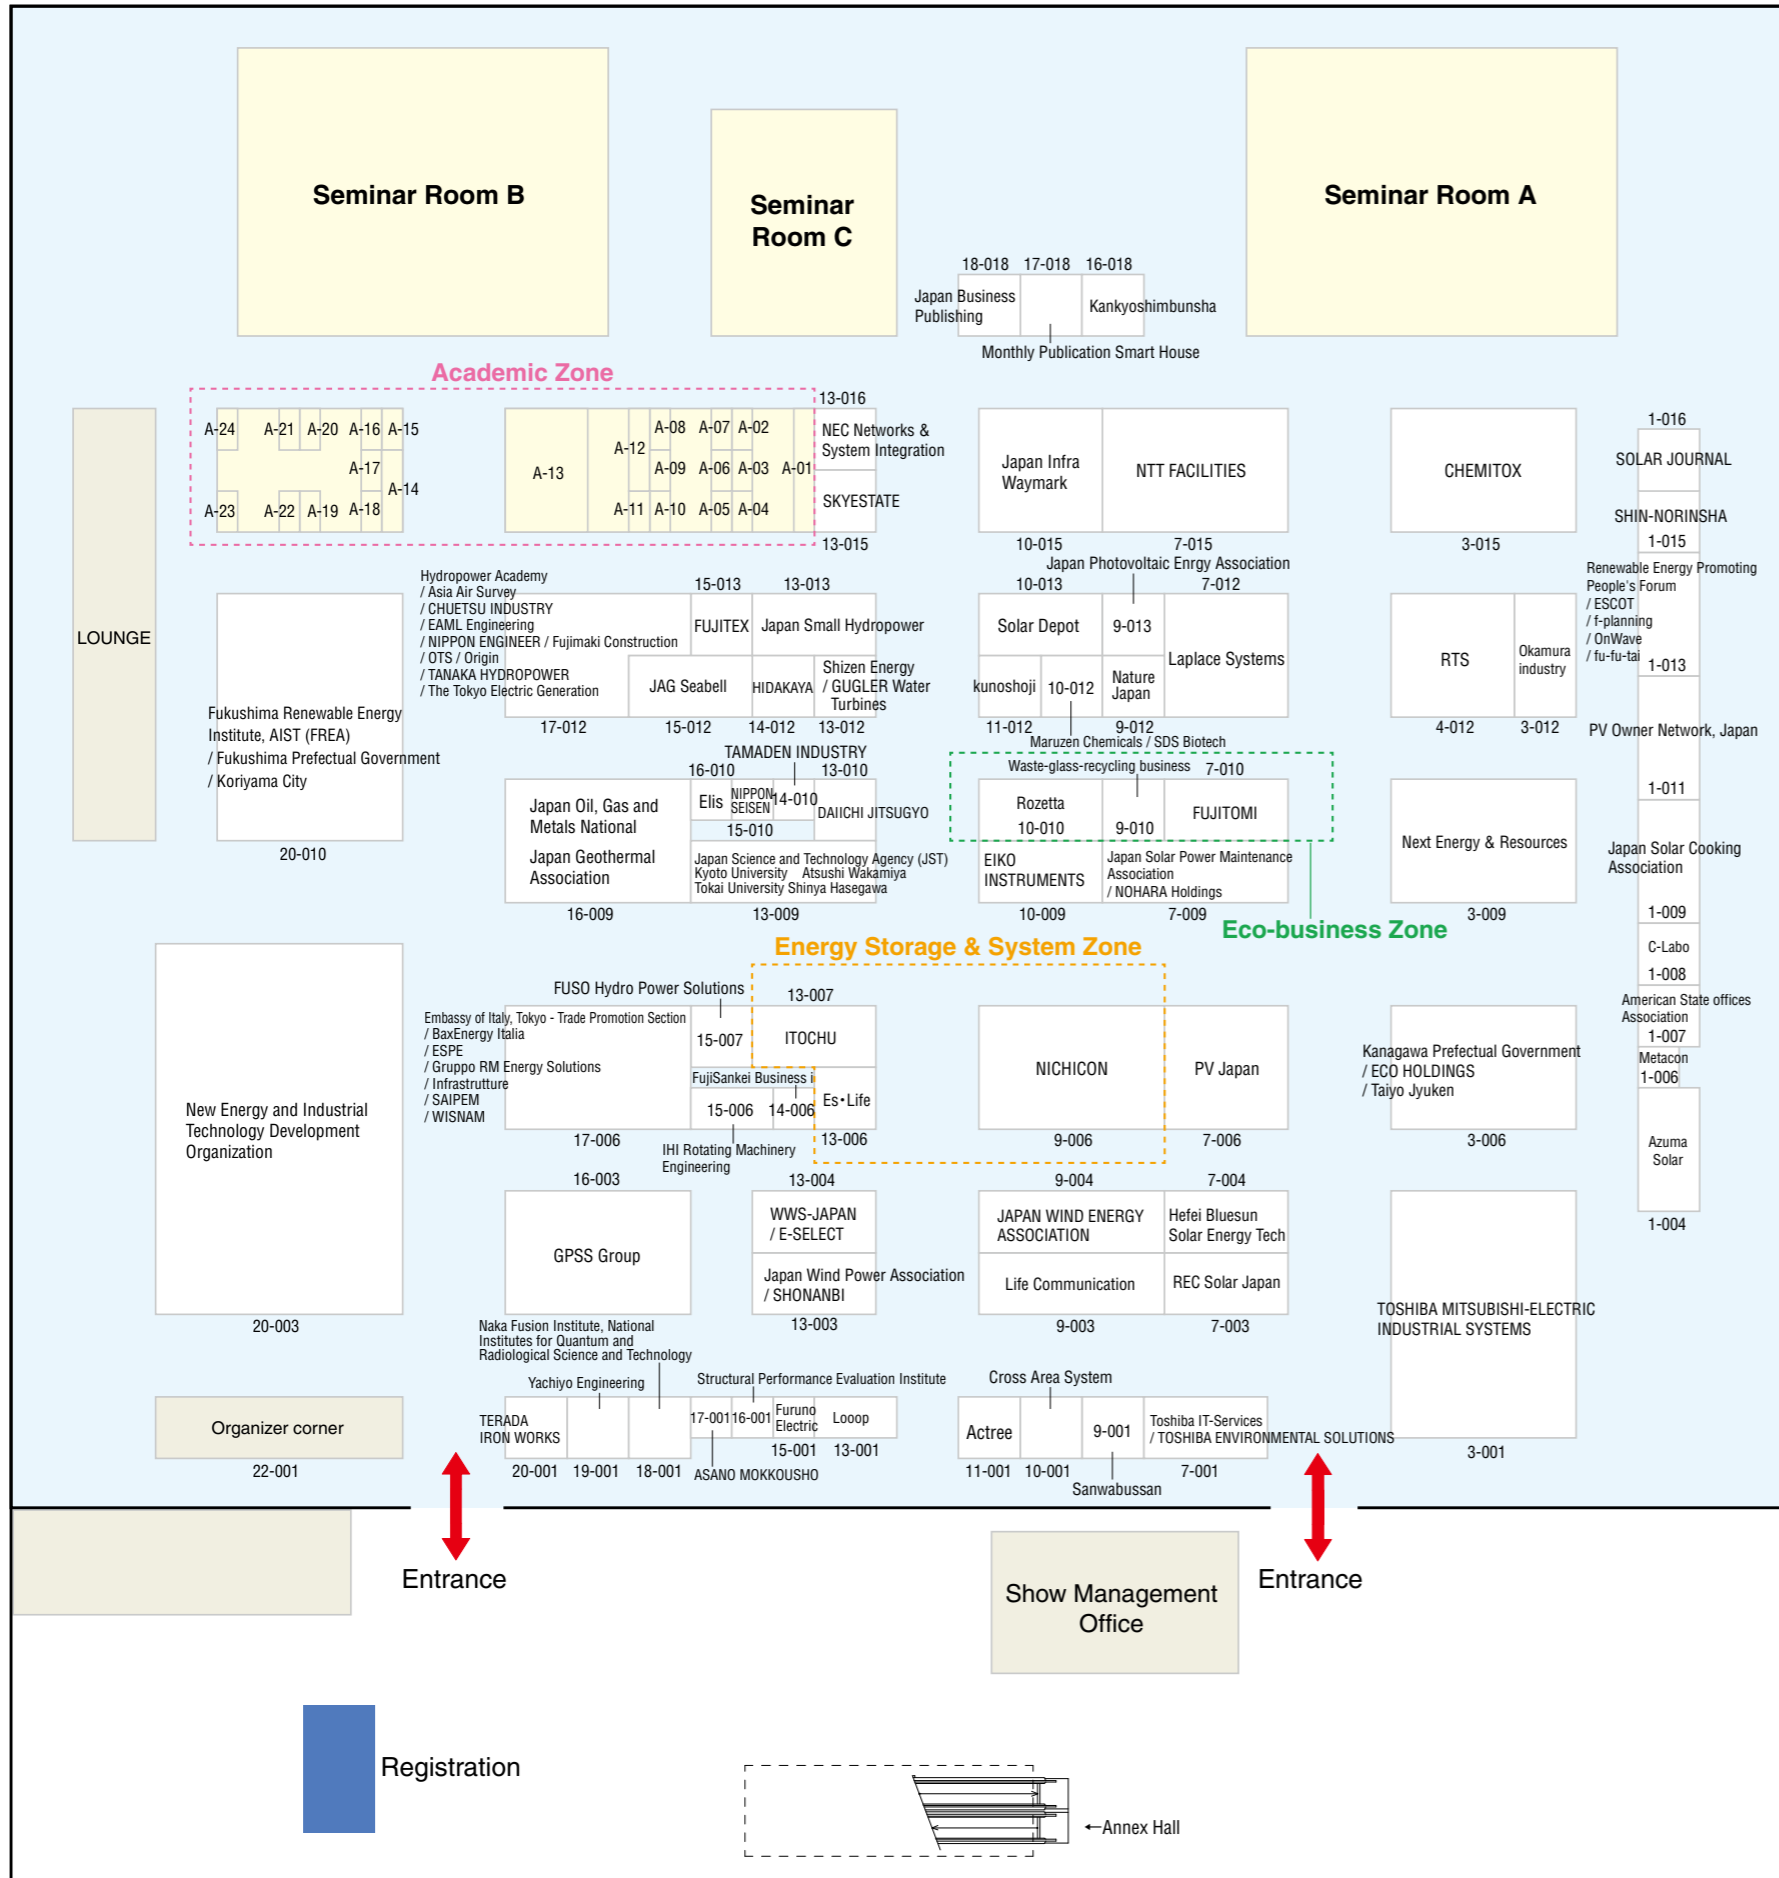 Seminar Room B
Seminar
Room C
Seminar Room A
18-018
17-018
16-018
Japan Business
Publishing
Kankyoshimbunsha
Monthly Publication Smart House
Academic Zone
A-24
A-21
A-20
A-16
A-15
A-17
A-14
A-23
A-22
A-19
A-18
A-13
A-12
A-11
A-08
A-09
A-10
A-07
A-06
A-05
A-02
A-03
A-04
A-01
13-016
NEC Networks &
System Integration
SKYESTATE
13-015
Japan Infra
Waymark
10-015
NTT FACILITIES
7-015
CHEMITOX
3-015
1-016
SOLAR JOURNAL
SHIN-NORINSHA
1-015
LOUNGE
Fukushima Renewable Energy
Institute, AIST (FREA)
/ Fukushima Prefectual Government
/ Koriyama City
20-010
Hydropower Academy
/ Asia Air Survey
/ CHUETSU INDUSTRY
/ EAML Engineering
/ NIPPON ENGINEER / Fujimaki Construction
/ OTS / Origin
/ TANAKA HYDROPOWER
/ The Tokyo Electric Generation
17-012
15-013
FUJITEX
13-013
Japan Small Hydropower
JAG Seabell
15-012
HIDAKAYA
14-012
Shizen Energy
/ GUGLER Water
Turbines
13-012
10-013
Solar Depot
Japan Photovoltaic Enrgy Association
9-013
7-012
Laplace Systems
kunoshoji
11-012
10-012
Maruzen Chemicals / SDS Biotech
Nature
Japan
9-012
RTS
4-012
Okamura
industry
3-012
Renewable Energy Promoting
People's Forum
/ ESCOT
/ f-planning
/ OnWave
/ fu-fu-tai
1-013
PV Owner Network, Japan
1-011
Japan Oil, Gas and
Metals National
Japan Geothermal
Association
16-009
TAMADEN INDUSTRY
16-010
Elis
NIPPON
SEISEN
14-010
15-010
13-010
DAIICHI JITSUGYO
Japan Science and Technology Agency (JST)
Kyoto University Atsushi Wakamiya
Tokai University Shinya Hasegawa
13-009
Waste-glass-recycling business
Rozetta
10-010
9-010
7-010
FUJITOMI
EIKO
INSTRUMENTS
10-009
Japan Solar Power Maintenance
Association
/ NOHARA Holdings
7-009
Eco-business Zone
Next Energy & Resources
3-009
Japan Solar Cooking
Association
1-009
C-Labo
1-008
American State offices
Association
1-007
Metacon
1-006
Azuma
Solar
1-004
New Energy and Industrial
Technology Development
Organization
20-003
Energy Storage & System Zone
Embassy of Italy, Tokyo - Trade Promotion Section
/ BaxEnergy Italia
/ ESPE
/ Gruppo RM Energy Solutions
/ Infrastrutture
/ SAIPEM
/ WISNAM
17-006
FUSO Hydro Power Solutions
15-007
13-007
ITOCHU
FujiSankei Business i
15-006
14-006
IHI Rotating Machinery
Engineering
Es•Life
13-006
NICHICON
9-006
PV Japan
7-006
Kanagawa Prefectual Government
/ ECO HOLDINGS
/ Taiyo Jyuken
3-006
16-003
GPSS Group
13-004
WWS-JAPAN
/ E-SELECT
Japan Wind Power Association
/ SHONANBI
13-003
9-004
JAPAN WIND ENERGY
ASSOCIATION
Life Communication
9-003
7-004
Hefei Bluesun
Solar Energy Tech
REC Solar Japan
7-003
TOSHIBA MITSUBISHI-ELECTRIC
INDUSTRIAL SYSTEMS
3-001
Organizer corner
22-001
Naka Fusion Institute, National
Institutes for Quantum and
Radiological Science and Technology
Yachiyo Engineering
TERADA
IRON WORKS
20-001
19-001
18-001
Structural Performance Evaluation Institute
17-001
16-001
ASANO MOKKOUSHO
Furuno
Electric
15-001
Looop
13-001
Cross Area System
Actree
11-001
10-001
9-001
Sanwabussan
Toshiba IT-Services
/ TOSHIBA ENVIRONMENTAL SOLUTIONS
7-001
Entrance
Entrance
Show Management
Office
Registration
Annex Hall